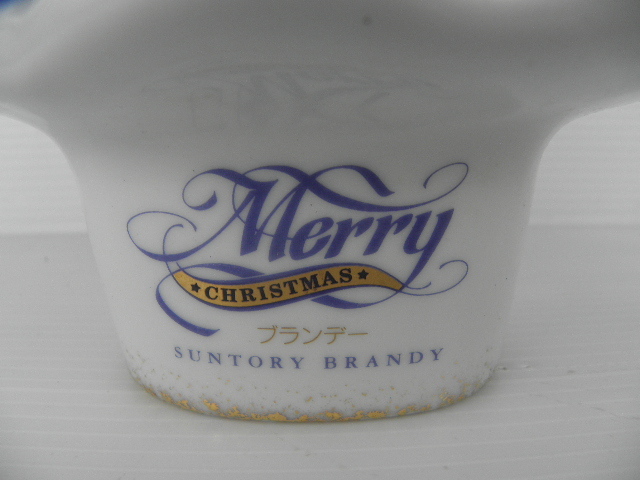 Merry
★CHRISTMAS★
ブランデー
SUNTORY BRANDY